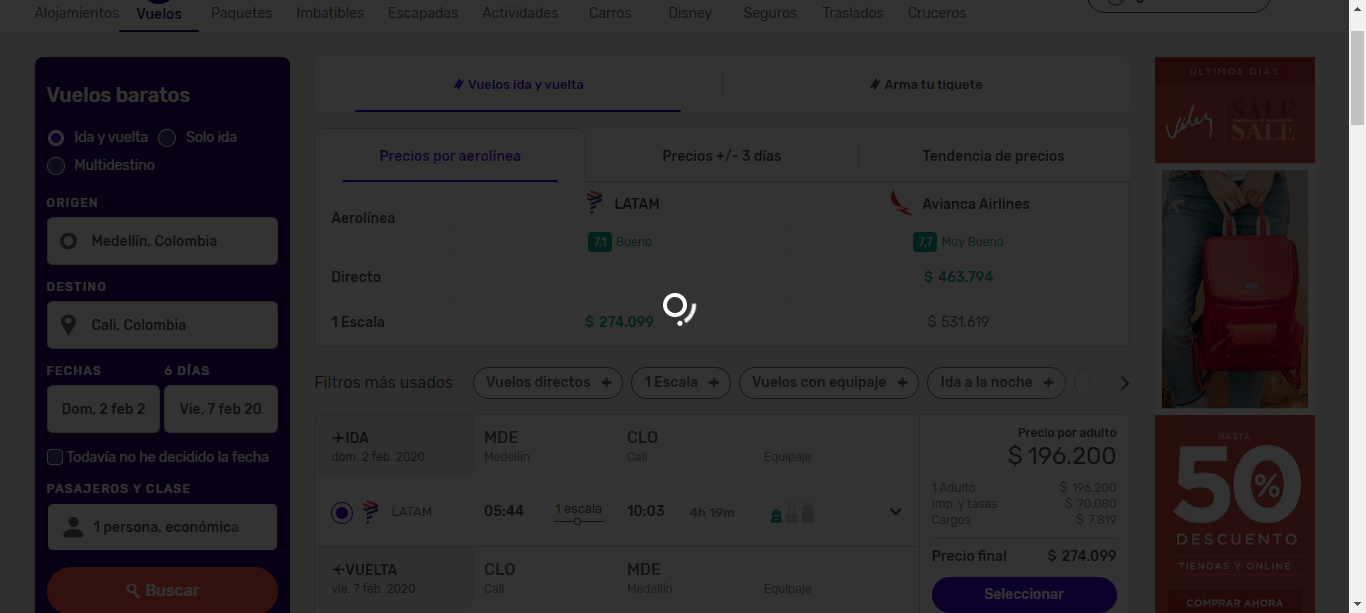 Alojamientos Vuelos Paquetes Imbatibles Escapadas Actividades Carros Disney Seguros Traslados Cruceros
Vuelos baratos
Ida y vuelta Solo ida
Multidestino
ORIGEN
Medellín, Colombia
DESTINO
Cali, Colombia
FECHAS 6 DÍAS
Dom, 2 feb 2 Vie, 7 feb 20
Todavía no he decidido la fecha
PASAJEROS Y CLASE
1 persona, económica
Buscar
Vuelos ida y vuelta Arma tu tiquete
Precios por aerolínea Precios +/- 3 días Tendencia de precios
Aerolínea LATAM Avianca Airlines
7,1 Bueno 7,7 Muy Bueno
Directo $ 463.794
1 Escala $ 274.099 $ 531.619
Filtros más usados Vuelos directos + 1 Escala + Vuelos con equipaje + Ida a la noche +
IDA MDE CLO
dom. 2 feb. 2020 Medellín Cali Equipaje
LATAM 05:44 1 escala 10:03 4h 19m
VUELTA CLO MDE
vie. 7 feb. 2020 Cali Medellín Equipaje
Precio por adulto
$ 196.200
1 Adulto $ 196.200
Imp. y tasas $ 70.080
Cargos $ 7.819
Precio final $ 274.099
Seleccionar
ÚLTIMOS DÍAS
Vélez SALE
SALE
HASTA
50%
DESCUENTO
TIENDAS Y ONLINE
COMPRAR AHORA